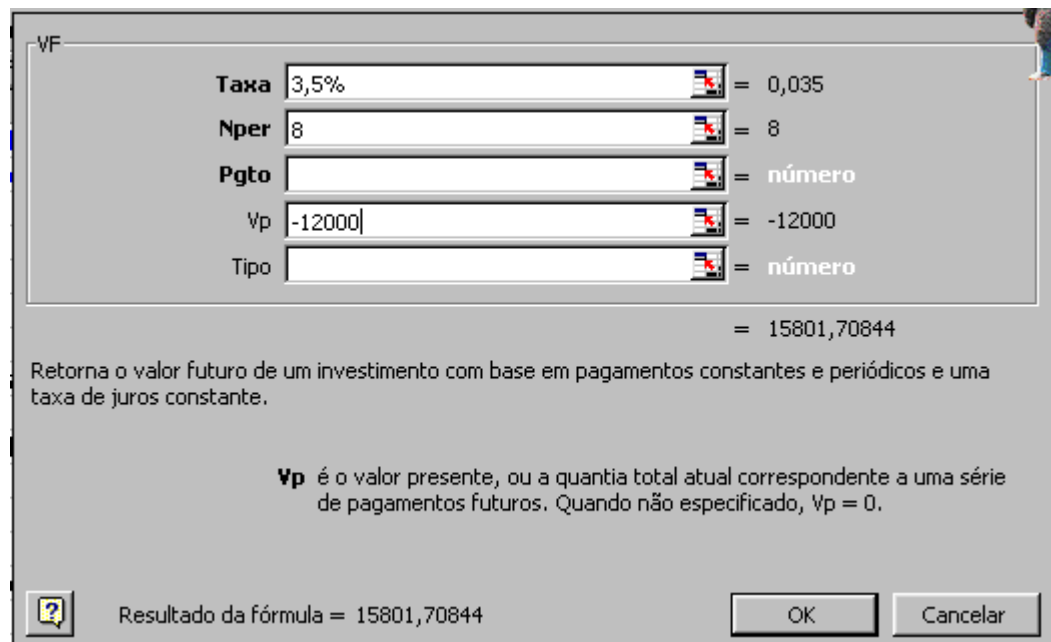 VF
Taxa 3,5% = 0,035
Nper 8 = 8
Pgto = número
Vp -12000 = -12000
Tipo = número
= 15801,70844
Retorna o valor futuro de um investimento com base em pagamentos constantes e periódicos e uma
taxa de juros constante.
Vp é o valor presente, ou a quantia total atual correspondente a uma série
de pagamentos futuros. Quando não especificado, Vp = 0.
? Resultado da fórmula = 15801,70844 OK Cancelar